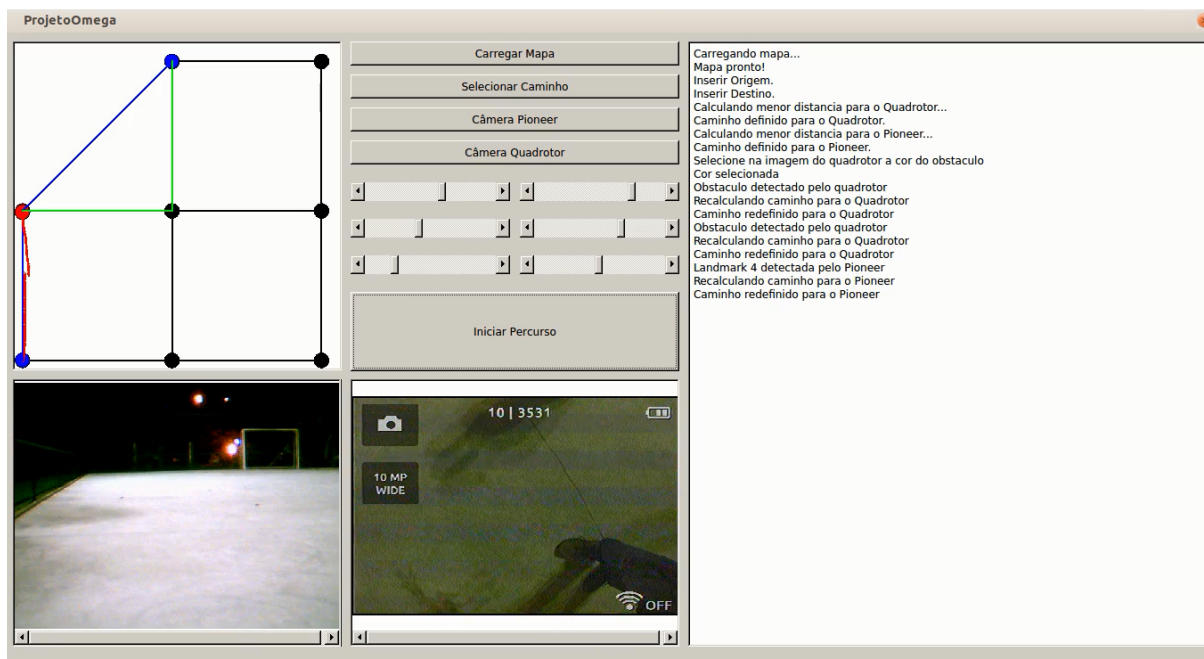 ProjetoOmega
Carregar Mapa
Selecionar Caminho
Câmera Pioneer
Câmera Quadrotor
Iniciar Percurso
Carregando mapa...
Mapa pronto!
Inserir Origem.
Inserir Destino.
Calculando menor distancia para o Quadrotor...
Caminho definido para o Quadrotor.
Calculando menor distancia para o Pioneer...
Caminho definido para o Pioneer.
Selecione na imagem do quadrotor a cor do obstaculo
Cor selecionada
Obstaculo detectado pelo quadrotor
Recalculando caminho para o Quadrotor
Caminho redefinido para o Quadrotor
Obstaculo detectado pelo quadrotor
Recalculando caminho para o Quadrotor
Caminho redefinido para o Quadrotor
Landmark 4 detectada pelo Pioneer
Recalculando caminho para o Pioneer
Caminho redefinido para o Pioneer
10 | 3531
10 MP
WIDE
OFF